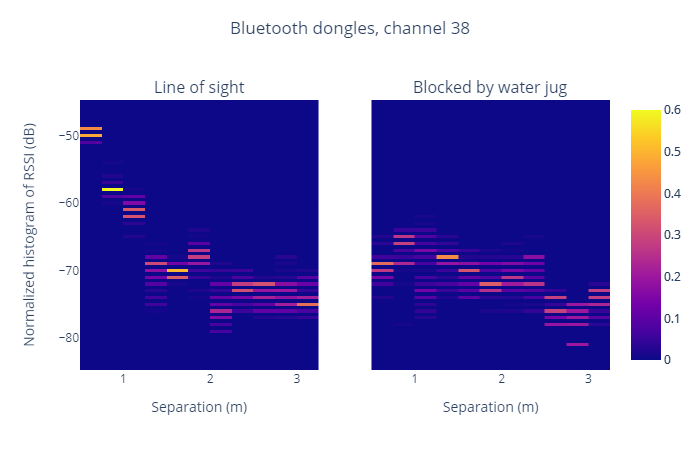 Bluetooth dongles, channel 38
Line of sight
Blocked by water jug
Normalized histogram of RSSI (dB)
−50
−60
−70
−80
1 2 3
1 2 3
Separation (m)
Separation (m)
0.6
0.5
0.4
0.3
0.2
0.1
0